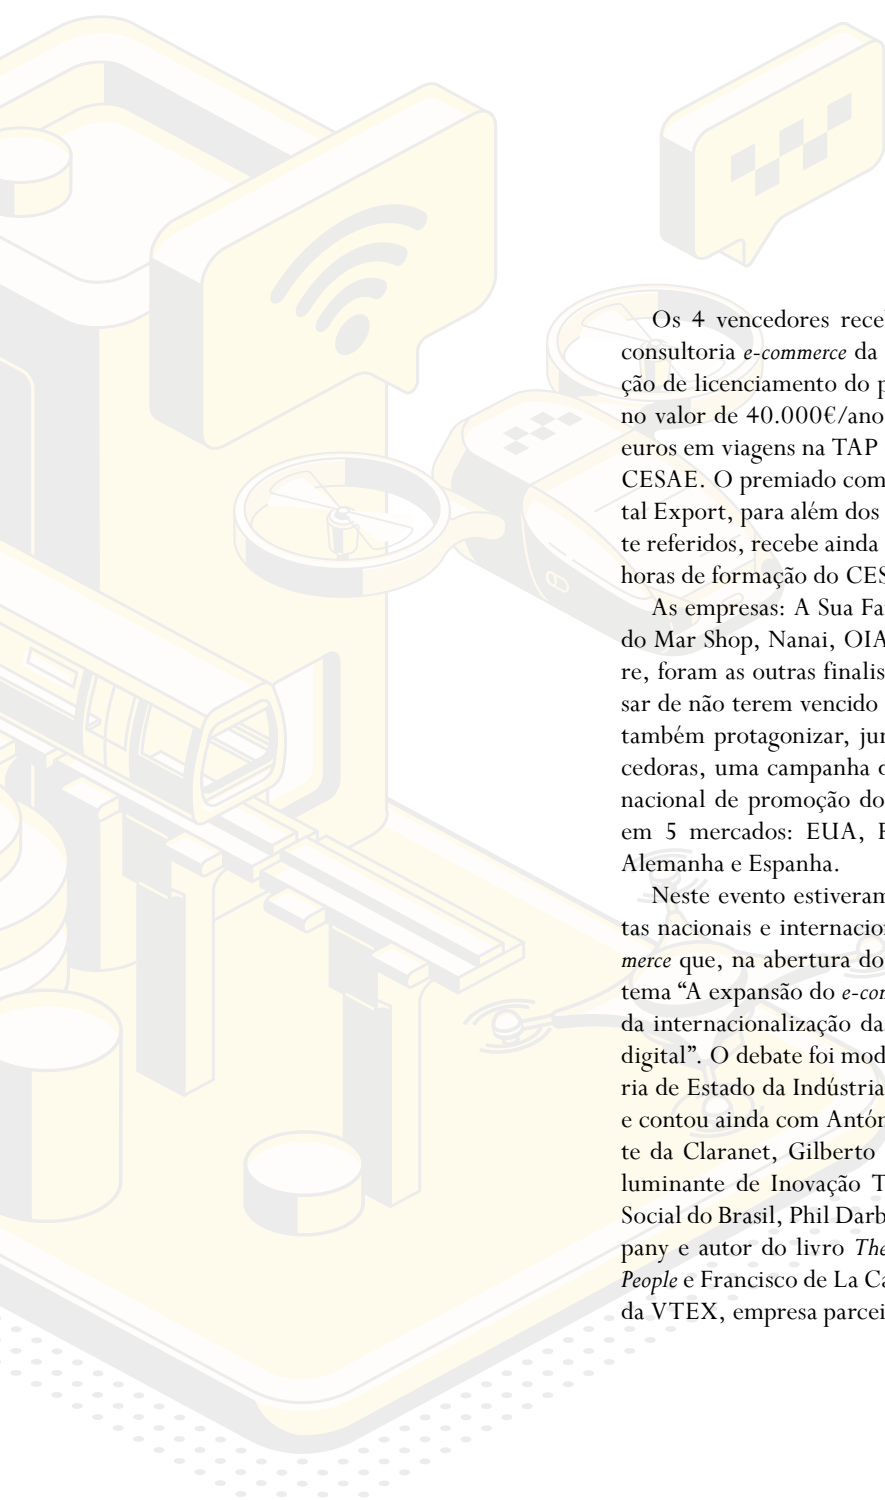 Os 4 vencedores rece
consultoria e-commerce da
ção de licenciamento do
no valor de 40.000€/ano
euros em viagens na TAP
CESAE. O premiado com
tal Export, para além dos
te referidos, recebe ainda
horas de formação do CES
As empresas: A Sua Fa
do Mar Shop, Nanai, OIA
re, foram as outras finalis
sar de não terem vencido
também protagonizar, jun
cedoras, uma campanha
nacional de promoção do
em 5 mercados: EUA,
Alemanha e Espanha.
Neste evento estiveram
tas nacionais e internacion
merce que, na abertura do
tema “A expansão do e-com
da internacionalização da
digital”. O debate foi mod
ria de Estado da Indústria
e contou ainda com Antón
te da Claranet, Gilberto
luminante de Inovação T
Social do Brasil, Phil Darb
pany e autor do livro The
People e Francisco de La Ca
da VTEX, empresa parcei